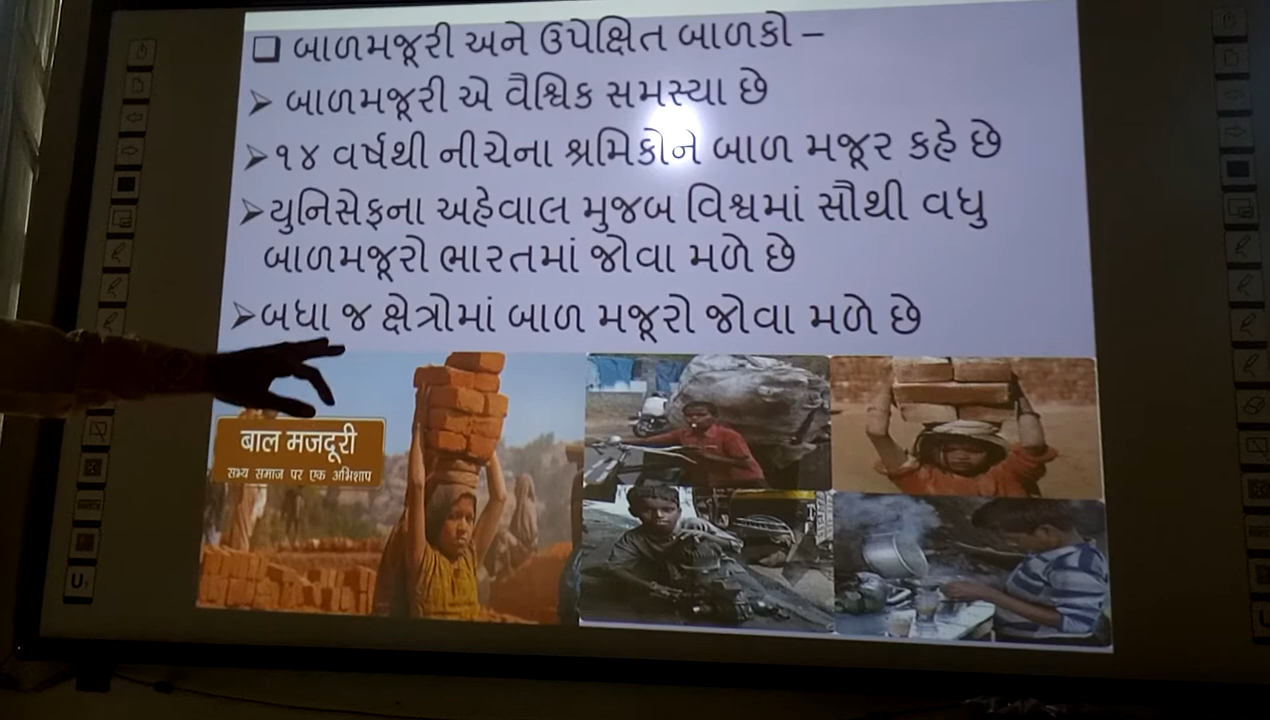 ❑ બાળમજૂરી અને ઉપેક્ષિત બાળકો –
➢ બાળમજૂરી એ વૈશ્વિક સમસ્યા છે
➢૧૪ વર્ષથી નીચેના શ્રમિકોને બાળ મજૂર કહે છે
➢યુનિસેફના અહેવાલ મુજબ વિશ્વમાં સૌથી વધુ
બાળમજૂરો ભારતમાં જોવા મળે છે
➢બધા જ ક્ષેત્રોમાં બાળ મજૂરો જોવા મળે છે
बाल मजदूरी
सभ्य समाज पर एक अभिशाप
U